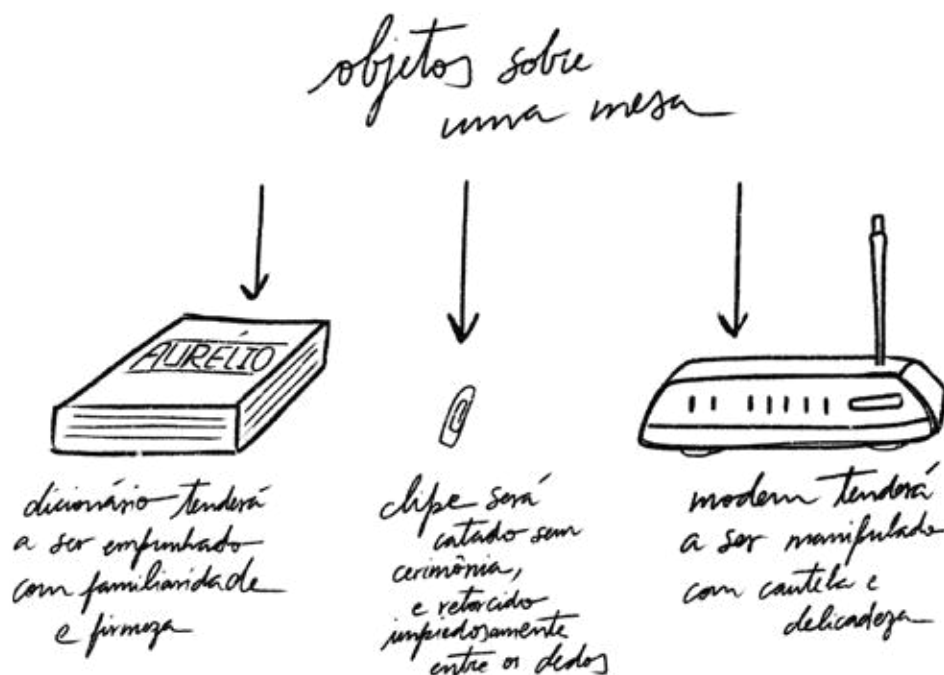 objetos sobre
uma mesa
AURÉLIO
dicionário tenderá
a ser empunhado
com familiaridade
e firmeza
clipe será
catado sem
cerimônia,
e retorcido
impiedosamente
entre os dedos
modem tenderá
a ser manipulado
com cautela e
delicadeza